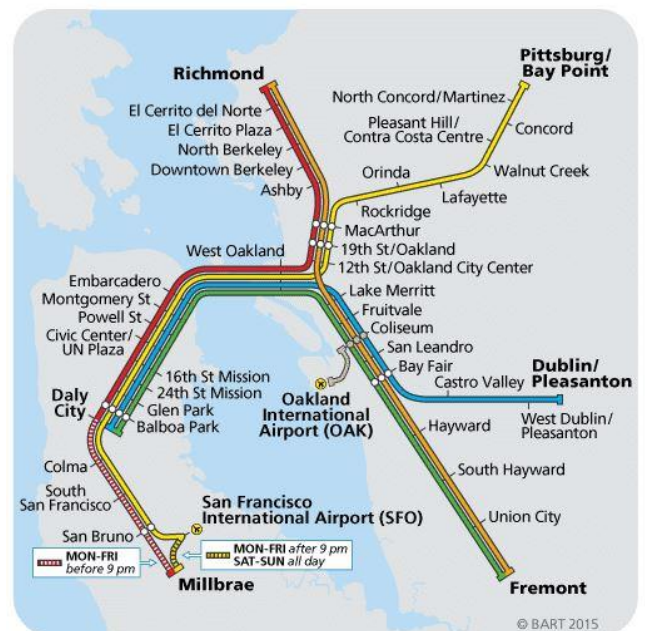 Richmond
El Cerrito del Norte
El Cerrito Plaza
North Berkeley
Downtown Berkeley
Ashby
Pittsburg/
Bay Point
North Concord/Martinez
Concord
Pleasant Hill/
Contra Costa Centre
Walnut Creek
Orinda
Lafayette
Rockridge
MacArthur
19th St/Oakland
12th St/Oakland City Center
West Oakland
Embarcadero
Montgomery St
Powell St
Civic Center/
UN Plaza
16th St Mission
24th St Mission
Glen Park
Balboa Park
Daly
City
Colma
South
San Francisco
San Bruno
Lake Merritt
Fruitvale
Coliseum
San Leandro
Bay Fair
Oakland
International
Airport (OAK)
Castro Valley
Dublin/
Pleasanton
West Dublin/
Pleasanton
Hayward
South Hayward
Union City
Fremont
San Francisco
International Airport (SFO)
MON-FRI
before 9 pm
MON-FRI after 9 pm
SAT-SUN all day
Millbrae
© BART 2015